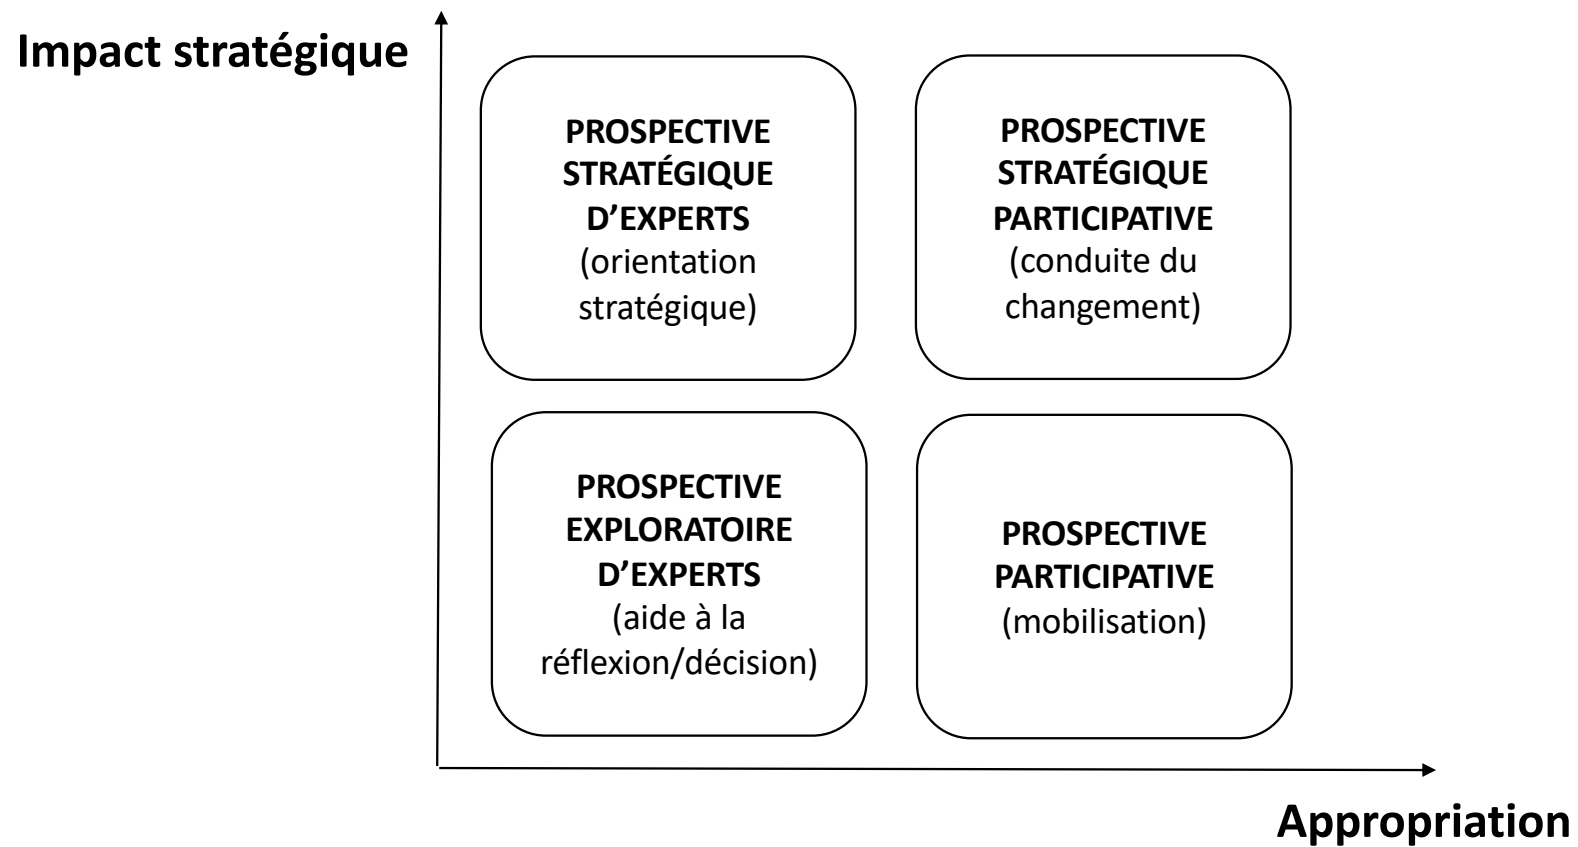 Impact stratégique
PROSPECTIVE
STRATÉGIQUE
D’EXPERTS
(orientation
stratégique)
PROSPECTIVE
STRATÉGIQUE
PARTICIPATIVE
(conduite du
changement)
PROSPECTIVE
EXPLORATOIRE
D’EXPERTS
(aide à la
réflexion/décision)
PROSPECTIVE
PARTICIPATIVE
(mobilisation)
Appropriation